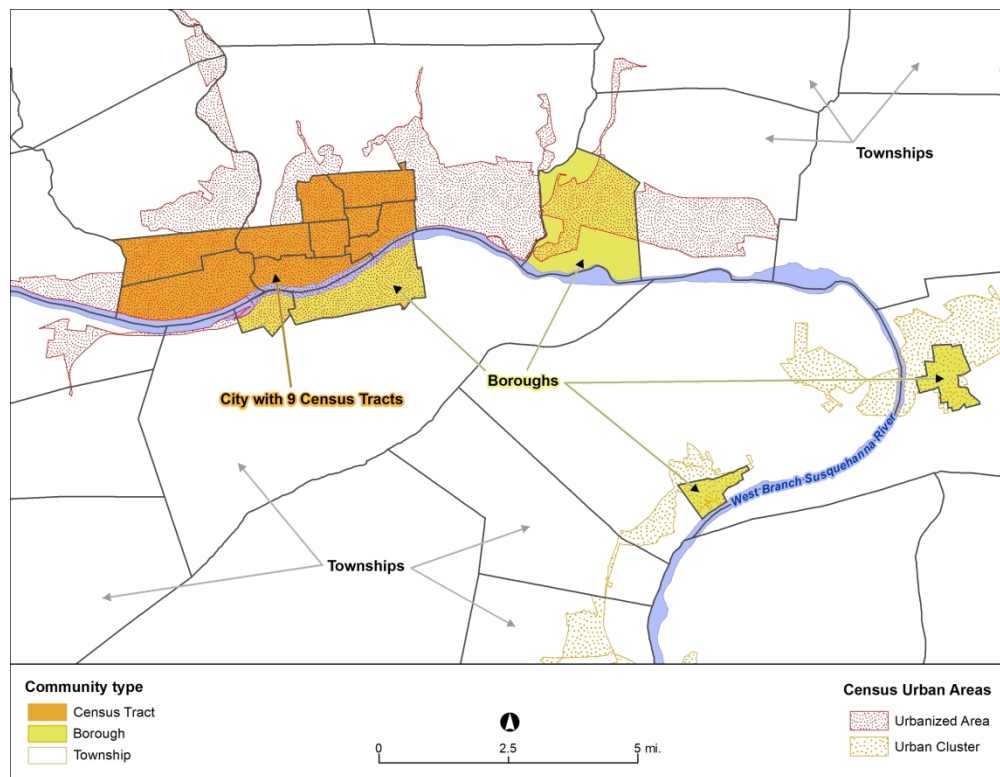 Townships
Boroughs
City with 9 Census Tracts
West Branch Susquehanna River
Townships
Community type
Census Tract
Borough
Township
0 2.5 5 mi.
Census Urban Areas
Urbanized Area
Urban Cluster